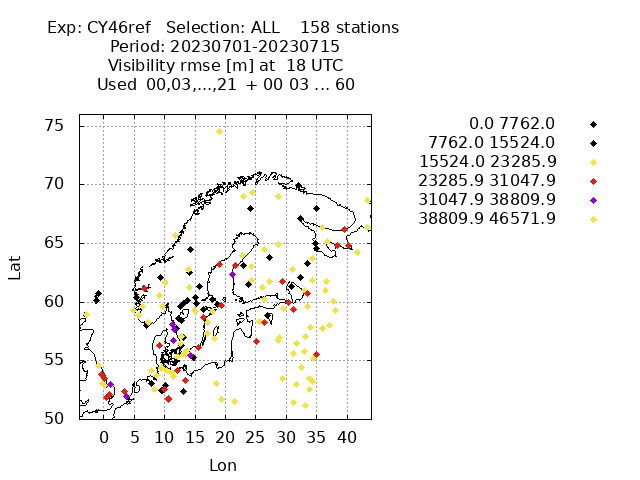 Exp: CY46ref   Selection: ALL    158 stations
Period: 20230701-20230715
Visibility rmse [m] at  18 UTC
Used  00,03,...,21  + 00 03 ... 60
0.0 7762.0
7762.0 15524.0
15524.0 23285.9
23285.9 31047.9
31047.9 38809.9
38809.9 46571.9
75
70
65
60
55
50
Lat
0 5 10 15 20 25 30 35 40
Lon